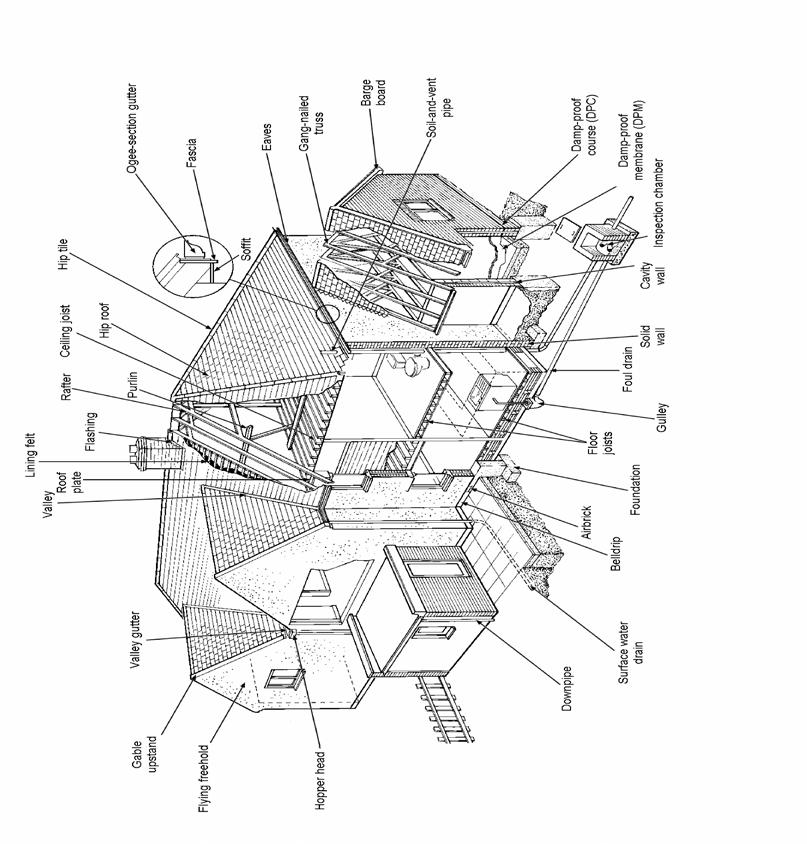 Lining felt
Valley
Roof
plate
Hip tile
Rafter
Ceiling joist
Flashing
Hip roof
Purlin
Ogee-section gutter
Valley gutter
Gable
upstand
Fascia
Flying freehold
Soffit
Eaves
Gang-nailed
truss
Hopper head
Barge
board
Soil-and-vent
pipe
Downpipe
Damp-proof
course (DPC)
Airbrick
Floor
joists
Belldrip
Surface water
drain
Damp-proof
membrane (DPM)
Foul drain
Foundation
Solid
wall
Cavity
wall
Inspection chamber
Gulley